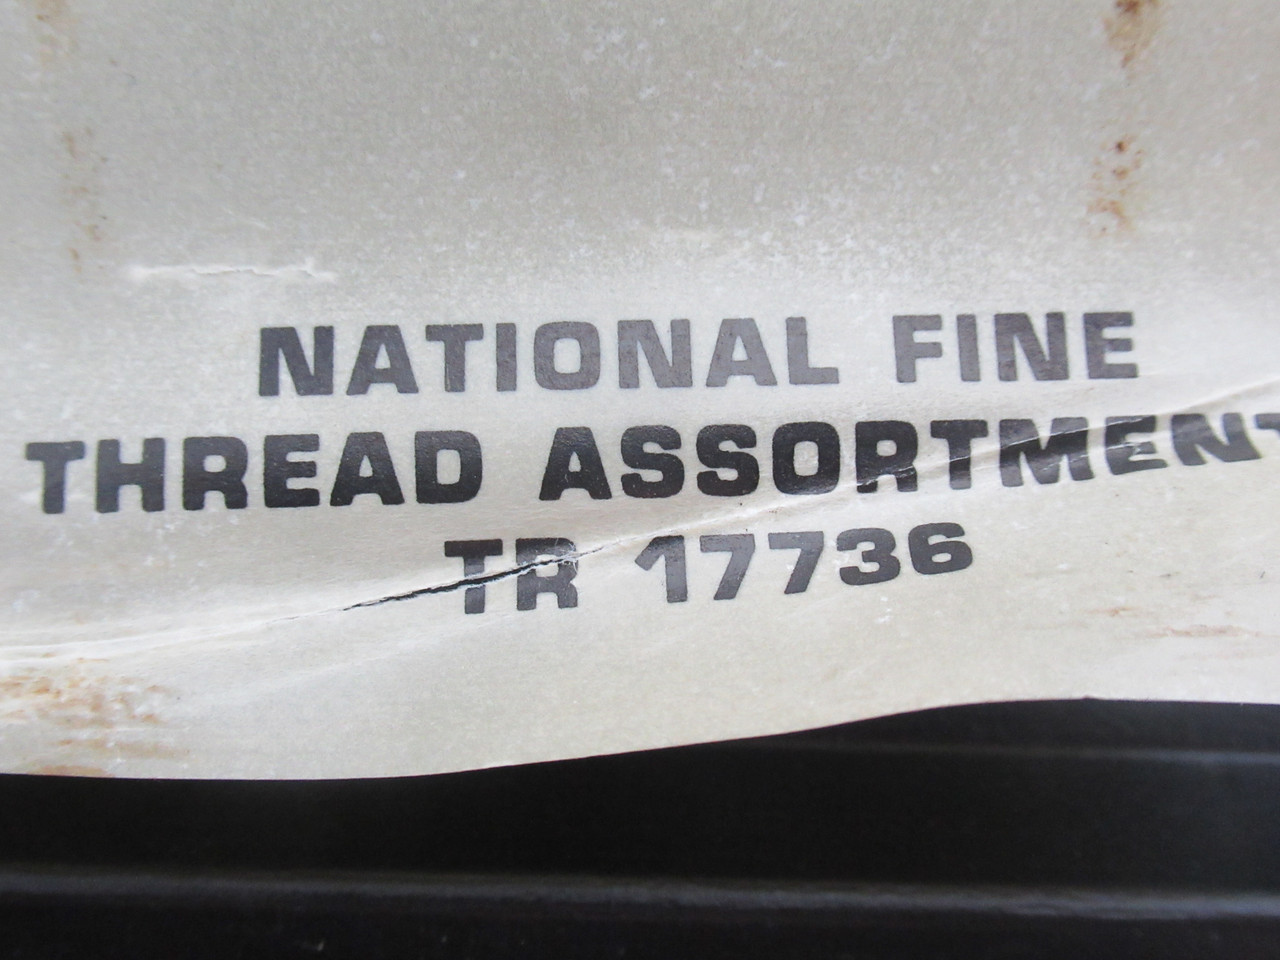 NATIONAL FINE
THREAD ASSORTMENT
TR 17736